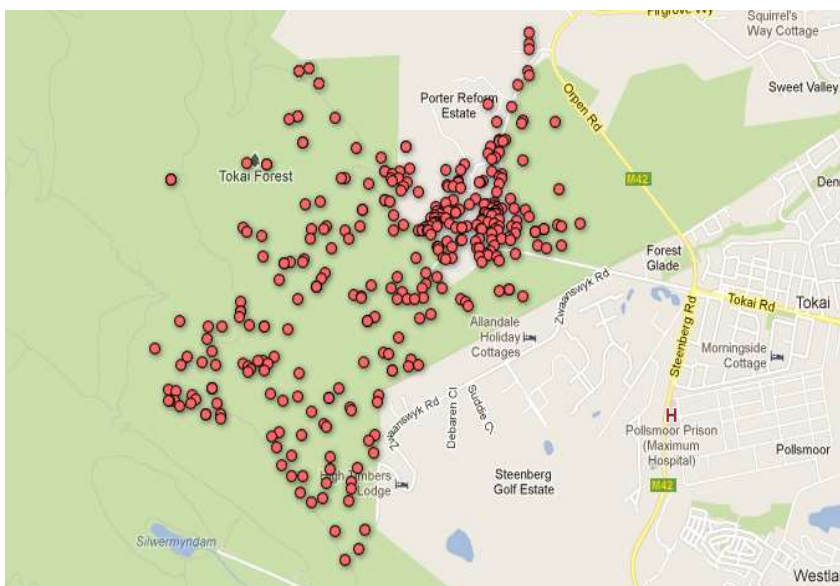 Firgrove Wy
Squirrel's
Way Cottage
Sweet Valley
Porter Reform
Estate
Orpen Rd
Tokai Forest
M42
Forest
Glade
Zwaanswyk Rd
Tokai Rd
Tokai
Allandale
Holiday
Cottages
Steenberg Rd
Morningside
Cottage
Zwaanswyk Rd
Debaren Cl
Suddie Cl
H
Pollsmoor Prison
(Maximum
Hospital)
Pollsmoor
Timbers
Lodge
Steenberg
Golf Estate
M42
Silwermyndam